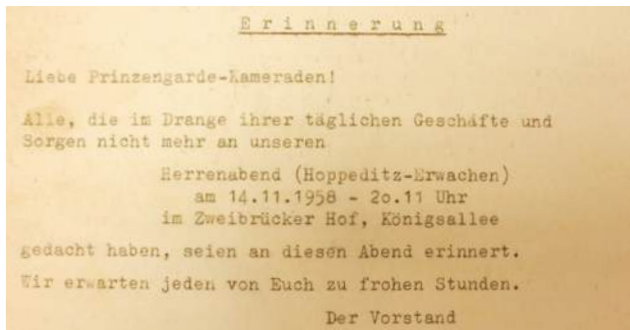 E r i n n e r u n g
Liebe Prinzengarde-Kameraden!
Alle, die im Drange ihrer täglichen Geschäfte und
Sorgen nicht mehr an unseren
Herrenabend (Hoppeditz-Erwachen)
am 14.11.1958 - 20.11 Uhr
im Zweibrücker Hof, Königsallee
gedacht haben, seien an diesen Abend erinnert.
Wir erwarten jeden von Euch zu frohen Stunden.
Der Vorstand